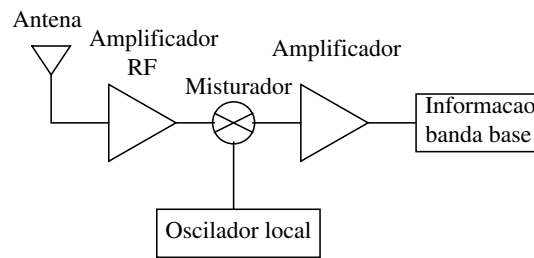 Antena
Amplificador
RF
Misturador
Amplificador
Informacao
banda base
Oscilador local